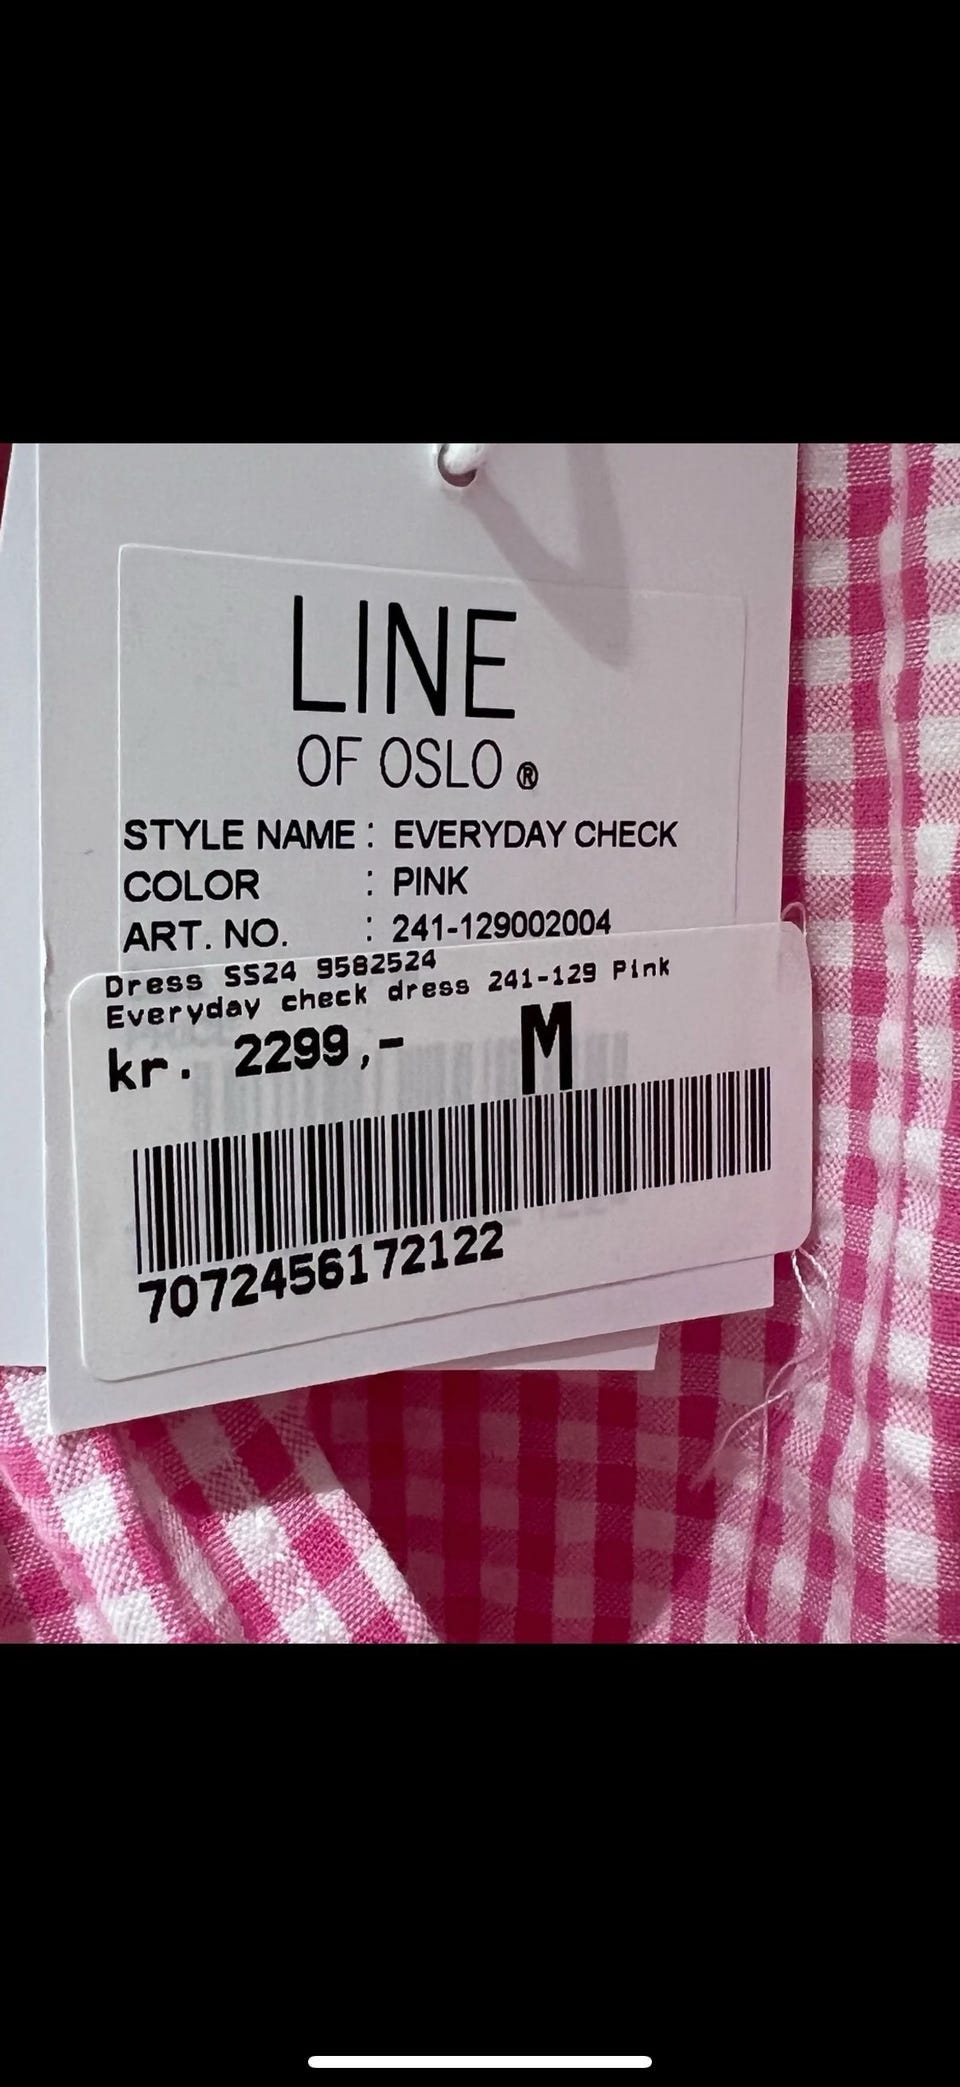 LINE
OF OSLO ®
STYLE NAME : EVERYDAY CHECK
COLOR : PINK
ART. NO. : 241-129002004
Dress SS24 9582524
Everyday check dress 241-129 Pink
kr. 2299,- M
7072456172122